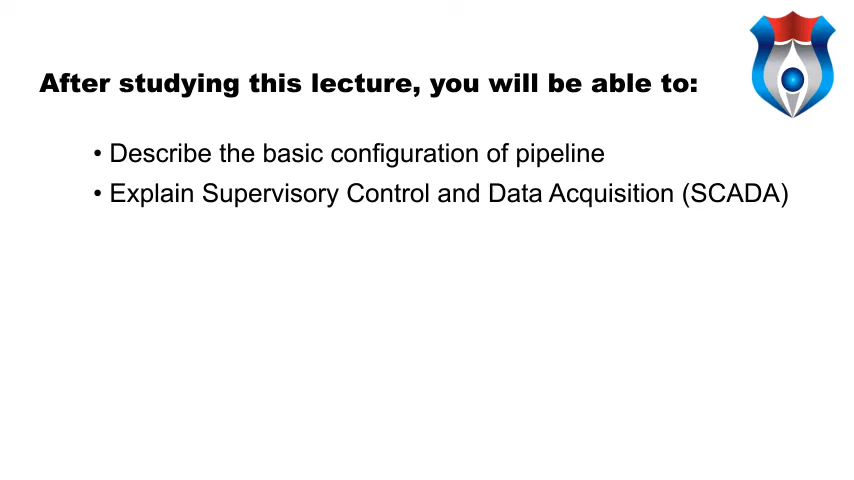 After studying this lecture, you will be able to:
• Describe the basic configuration of pipeline
• Explain Supervisory Control and Data Acquisition (SCADA)